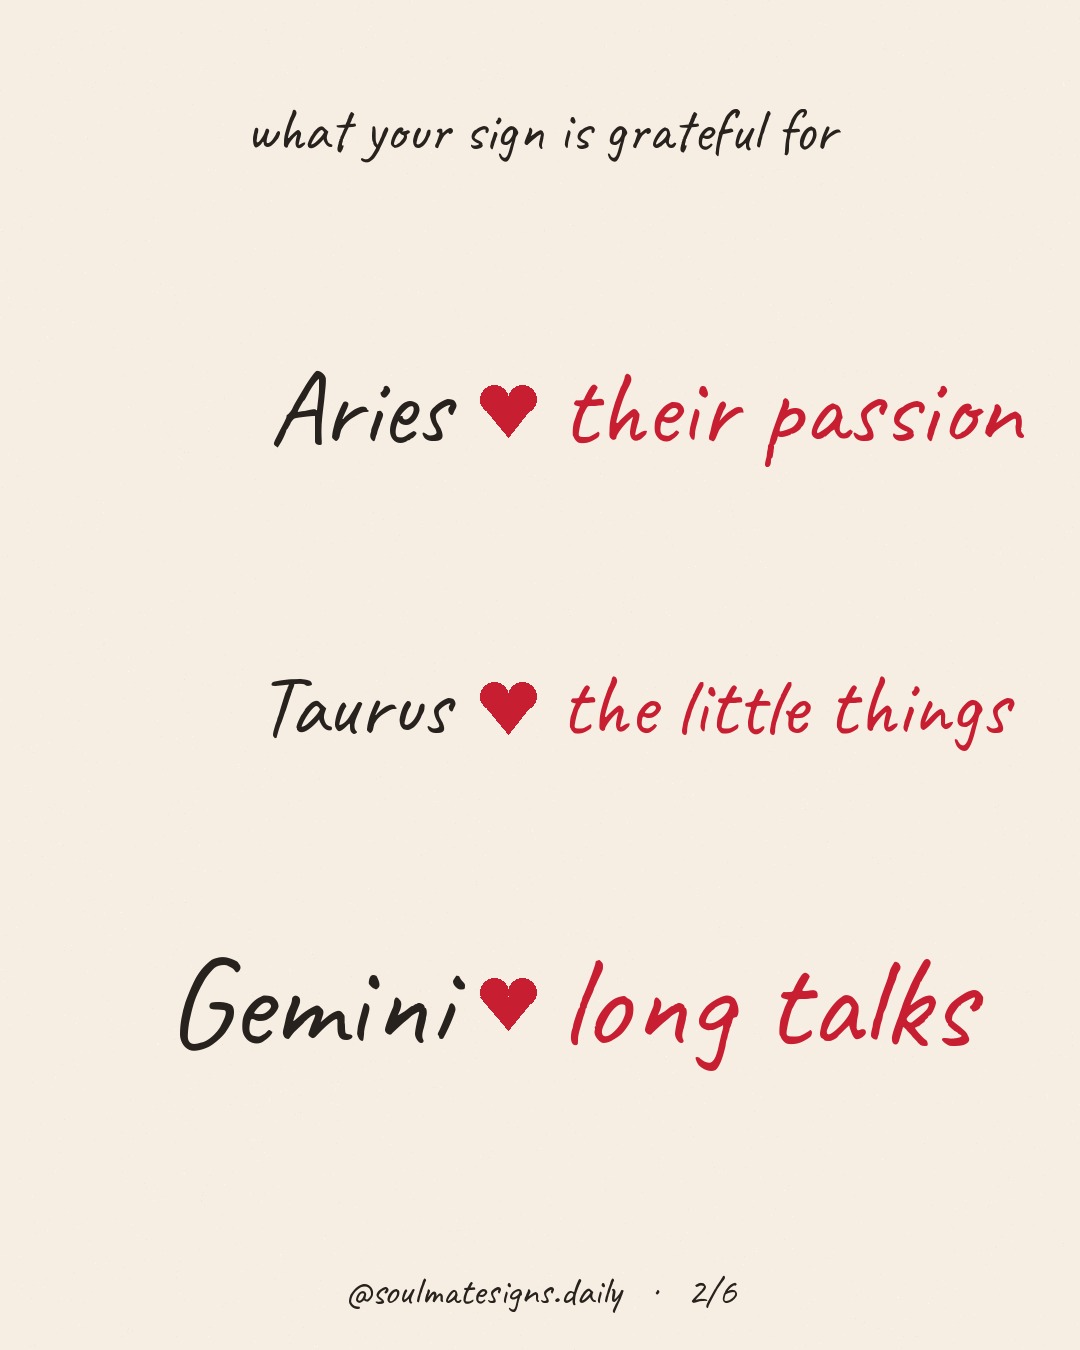 what your sign is grateful for
Aries ♥ their passion
Taurus ♥ the little things
Gemini ♥ long talks
@soulmatesigns.daily · 2/6